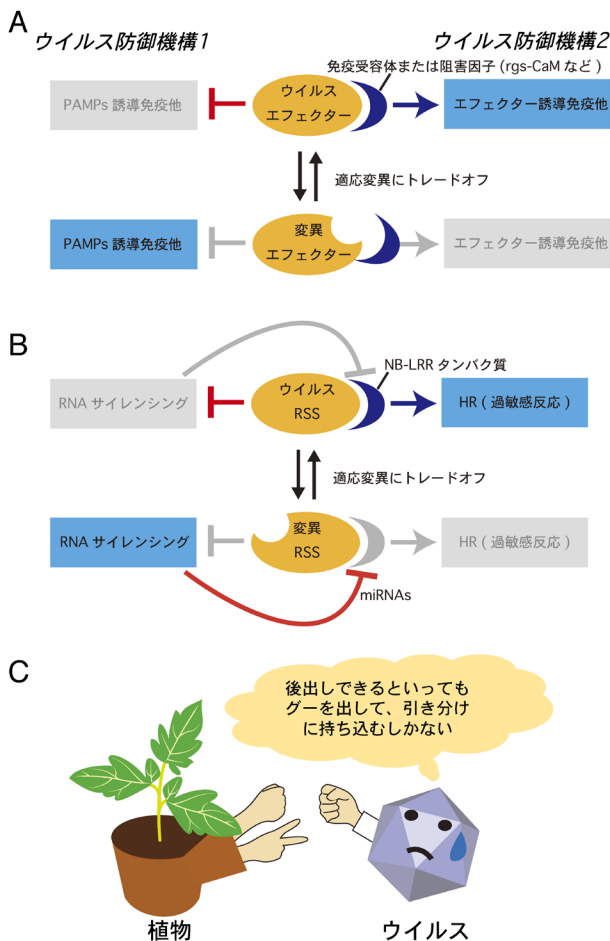 A
ウイルス防御機構1
ウイルス防御機構2
免疫受容体または阻害因子 (rgs-CaM など )
PAMPs 誘導免疫他
ウイルス
エフェクター
エフェクター誘導免疫他
適応変異にトレードオフ
PAMPs 誘導免疫他
変異
エフェクター
エフェクター誘導免疫他
B
NB-LRR タンパク質
RNA サイレンシング
ウイルス
RSS
HR ( 過敏感反応 )
適応変異にトレードオフ
RNA サイレンシング
変異
RSS
HR ( 過敏感反応 )
miRNAs
C
後出しできるといっても
グーを出して、引き分け
に持ち込むしかない
植物
ウイルス